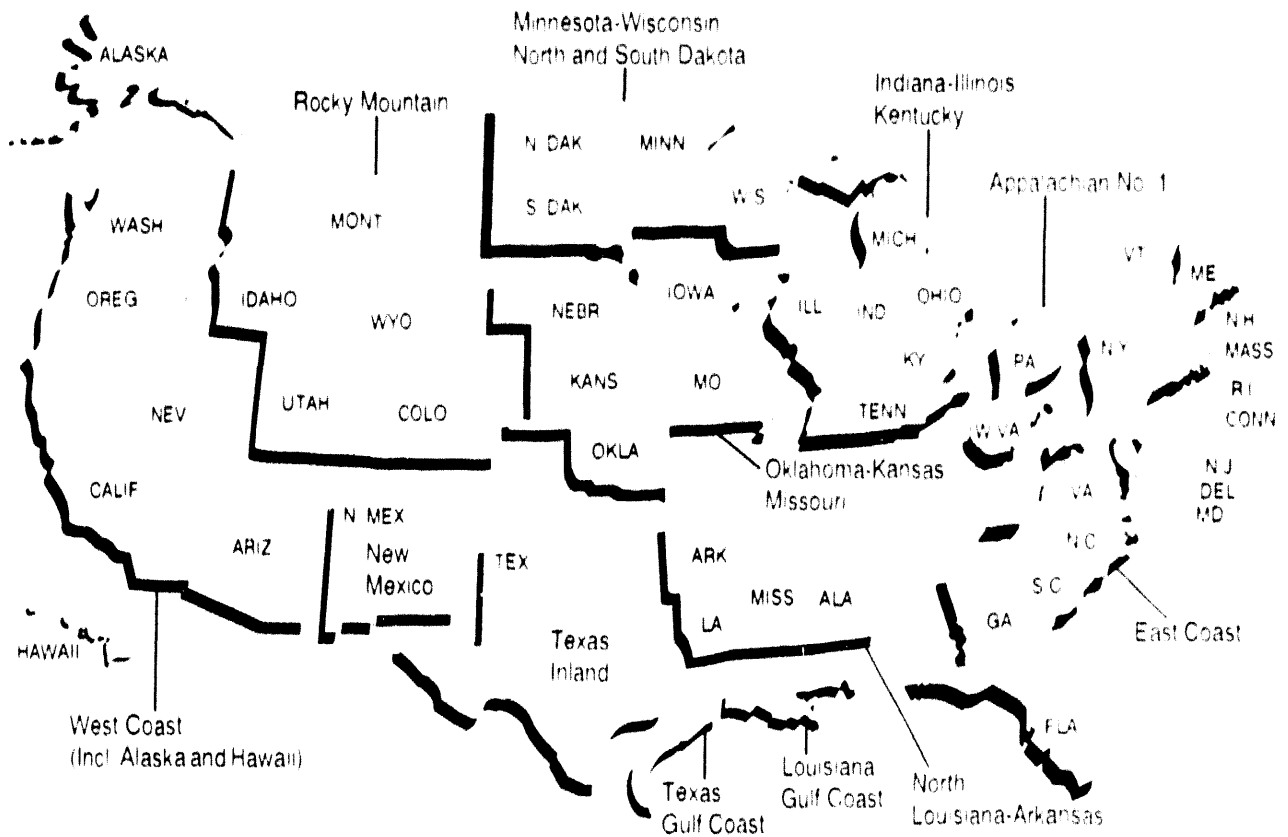 Minnesota-Wisconsin
North and South Dakota
ALASKA
Rocky Mountain
Indiana-Illinois
Kentucky
N DAK
MINN
Appalachian No. 1
S DAK
WIS
WASH
MONT
MICH
VT
ME
OREG
IDAHO
NEBR
IOWA
ILL
IND
OHIO
WYO
N H
MASS
KY
PA
N Y
R I
CONN
NEV
UTAH
COLO
KANS
MO
TENN
W VA
OKLA
Oklahoma-Kansas
Missouri
N J
DEL
MD
CALIF
VA
N MEX
New
Mexico
ARIZ
TEX
ARK
N C
S C
MISS
ALA
LA
GA
East Coast
HAWAII
Texas
Inland
West Coast
(Incl Alaska and Hawaii)
FLA
Louisiana
Gulf Coast
Texas
Gulf Coast
North
Louisiana-Arkansas